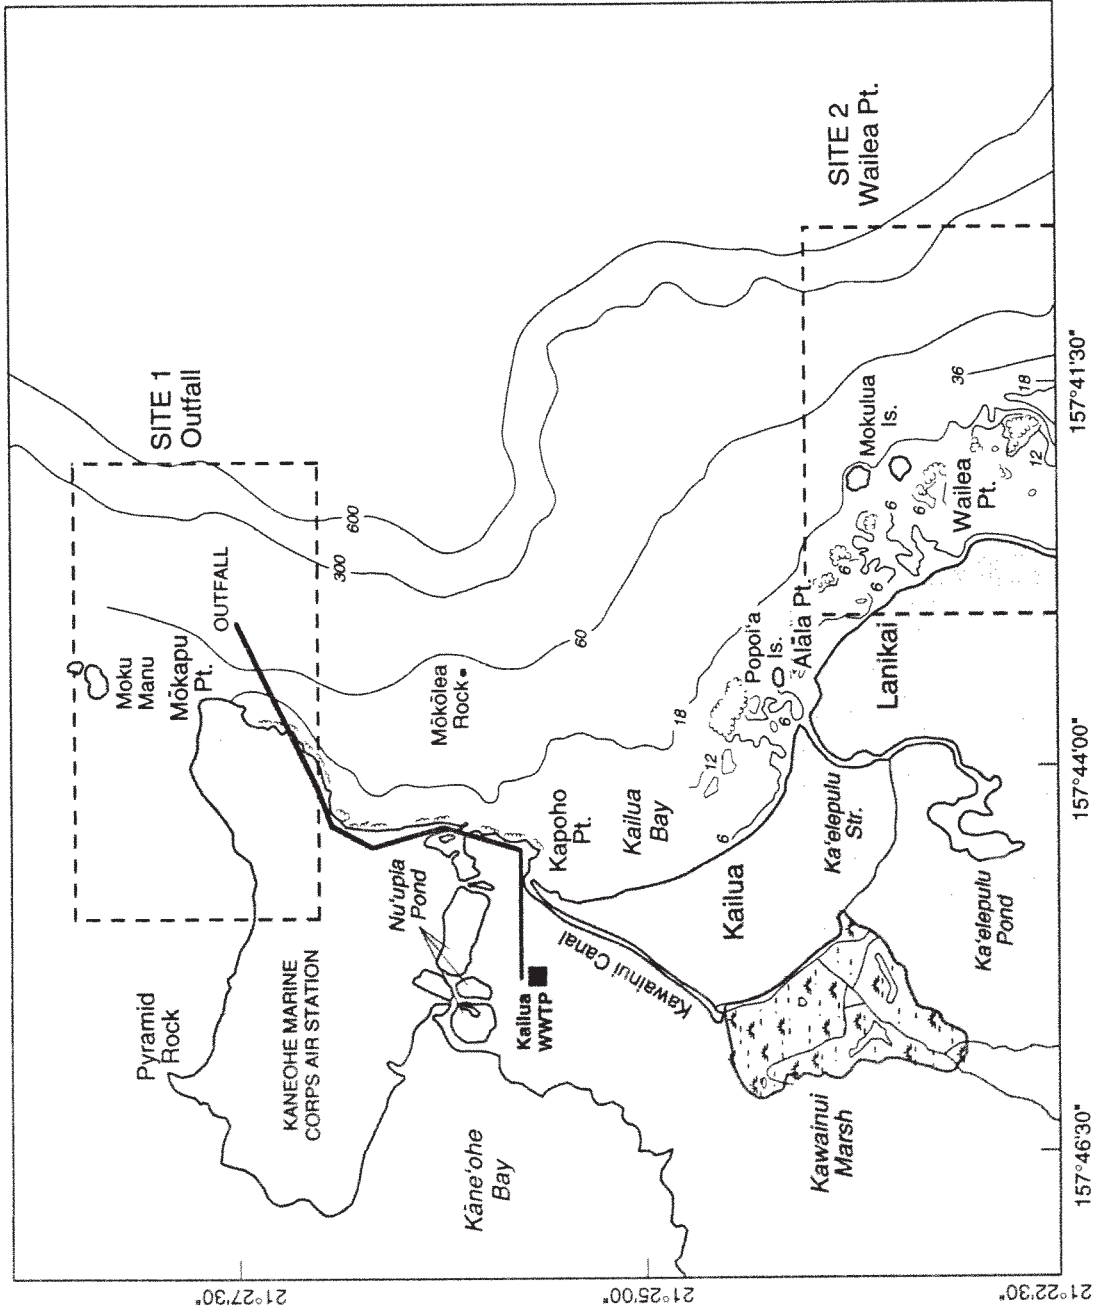 SITE 1
Outfall
SITE 2
Wailea Pt.
OUTFALL
Moku
Manu
Mōkapu
Pt.
Pyramid
Rock
KANEOHE MARINE
CORPS AIR STATION
Nu'upia
Pond
Mōkōlea
Rock
Kailua
WWTP
Kapoho
Pt.
Kailua
Bay
Kāne'ohe
Bay
Kawainui Canal
Kailua
Kawainui
Marsh
Ka'elepulu
Str.
Ka'elepulu
Pond
Popoi'a
Is.
Alāla Pt.
Lanikai
Mokulua
Is.
Wailea
Pt.
600
300
60
18
12
6
6
6
6
6
6
36
18
12
21°27'30"
21°25'00"
21°22'30"
157°46'30"
157°44'00"
157°41'30"